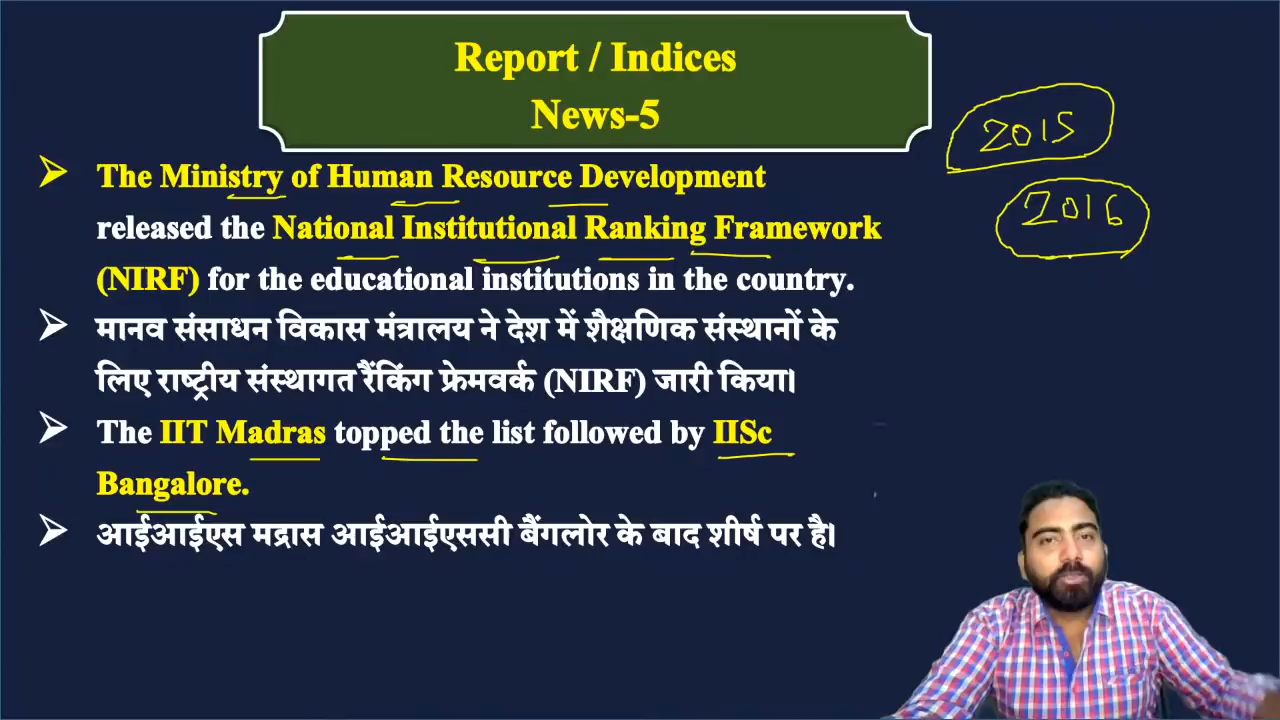 Report / Indices
News-5
2015
2016
The Ministry of Human Resource Development
released the National Institutional Ranking Framework
(NIRF) for the educational institutions in the country.
मानव संसाधन विकास मंत्रालय ने देश में शैक्षणिक संस्थानों के
लिए राष्ट्रीय संस्थागत रैंकिंग फ्रेमवर्क (NIRF) जारी किया।
The IIT Madras topped the list followed by IISc
Bangalore.
आईआईएस मद्रास आईआईएससी बैंगलोर के बाद शीर्ष पर है।